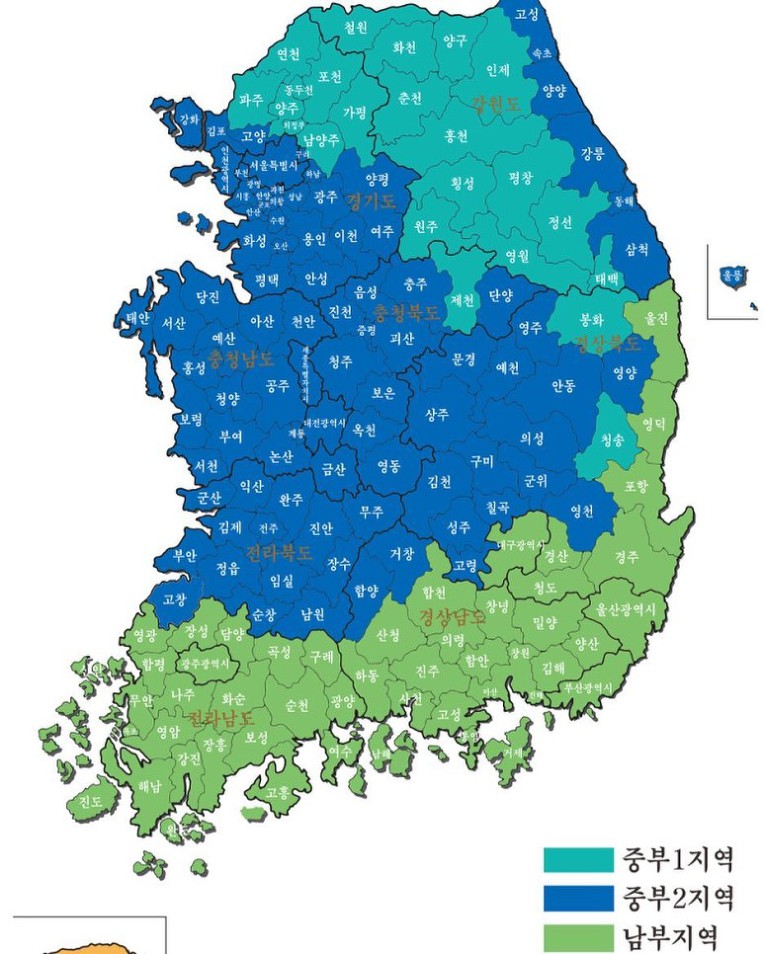 고성
철원
양구
화천
속초
연천
인제
포천
동두천
양양
파주
춘천
강원도
양주
가평
강화
의정부
김포
고양
남양주
홍천
강릉
구리
인천광역시
서울특별시
부천
하남
양평
횡성
평창
광명
과천
시흥
안양
의왕
성남
광주
경기도
동해
군포
안산
수원
원주
정선
화성
오산
용인
이천
여주
영월
삼척
평택
안성
태백
울릉
충주
당진
음성
제천
단양
태안
서산
아산
천안
진천
충청북도
영주
봉화
울진
증평
예산
괴산
경상북도
충청남도
세종특별자치시
홍성
청주
문경
예천
영양
공주
안동
청양
보은
보령
상주
대전광역시
계룡
옥천
영덕
부여
의성
청송
논산
서천
금산
영동
구미
김천
군위
익산
포항
군산
완주
무주
칠곡
영천
김제
전주
진안
성주
대구광역시
부안
전라북도
거창
경산
경주
정읍
장수
고령
임실
청도
함양
합천
고창
창녕
울산광역시
순창
남원
경상남도
밀양
영광
장성
담양
산청
의령
양산
곡성
구레
함평
광주광역시
함안
창원
김해
하동
진주
나주
부산광역시
무안
화순
순천
광양
사천
마산
진해
전라남도
고성
목포
영암
보성
장흥
여수
남해
통영
거제
강진
해남
고흥
진도
완도
중부1지역
중부2지역
남부지역